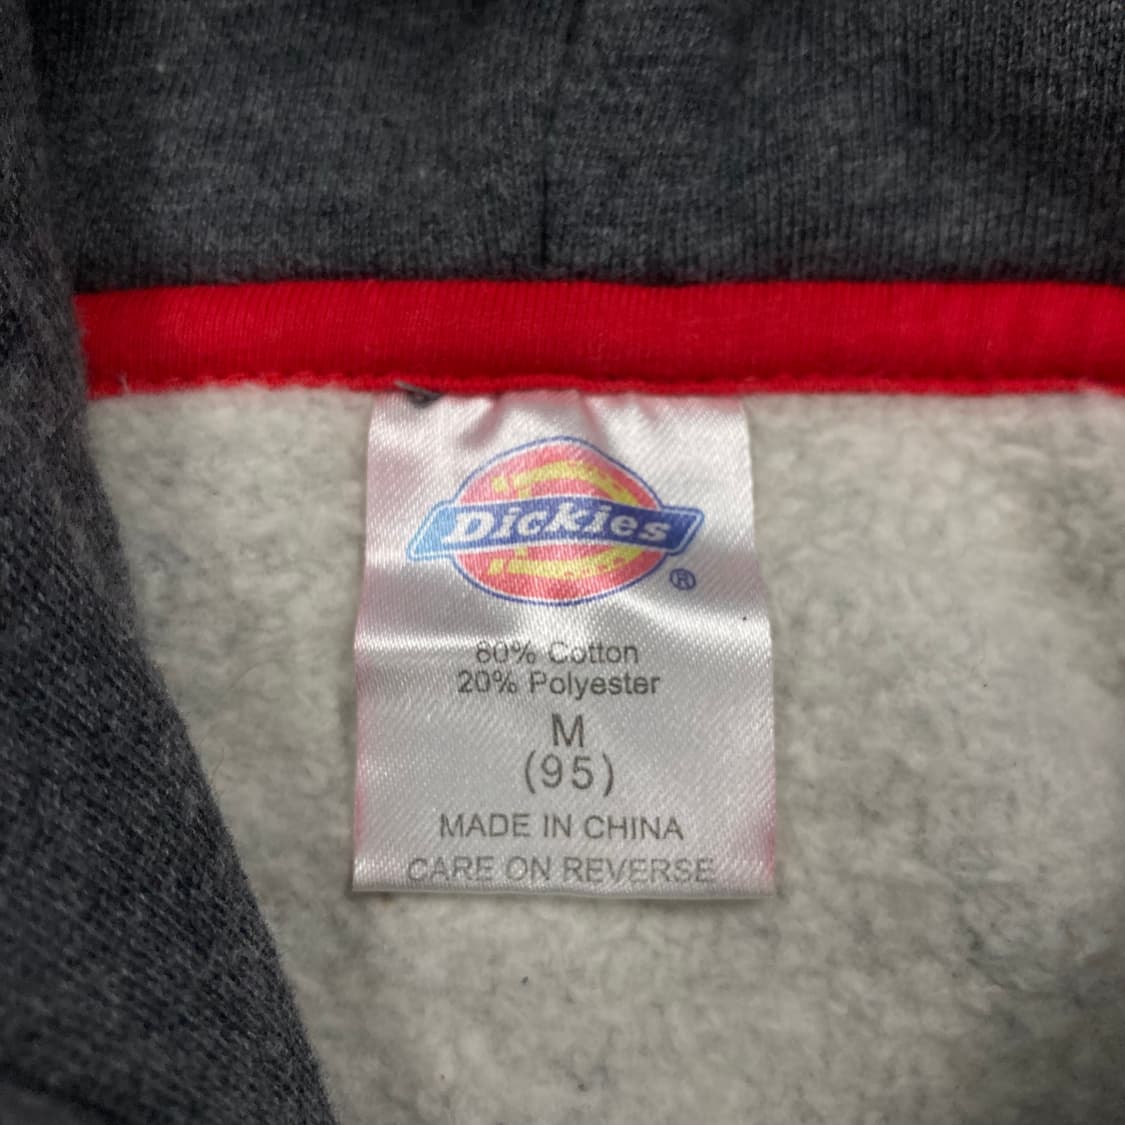 Dickies
®
80% Cotton
20% Polyester
M
(95)
MADE IN CHINA
CARE ON REVERSE